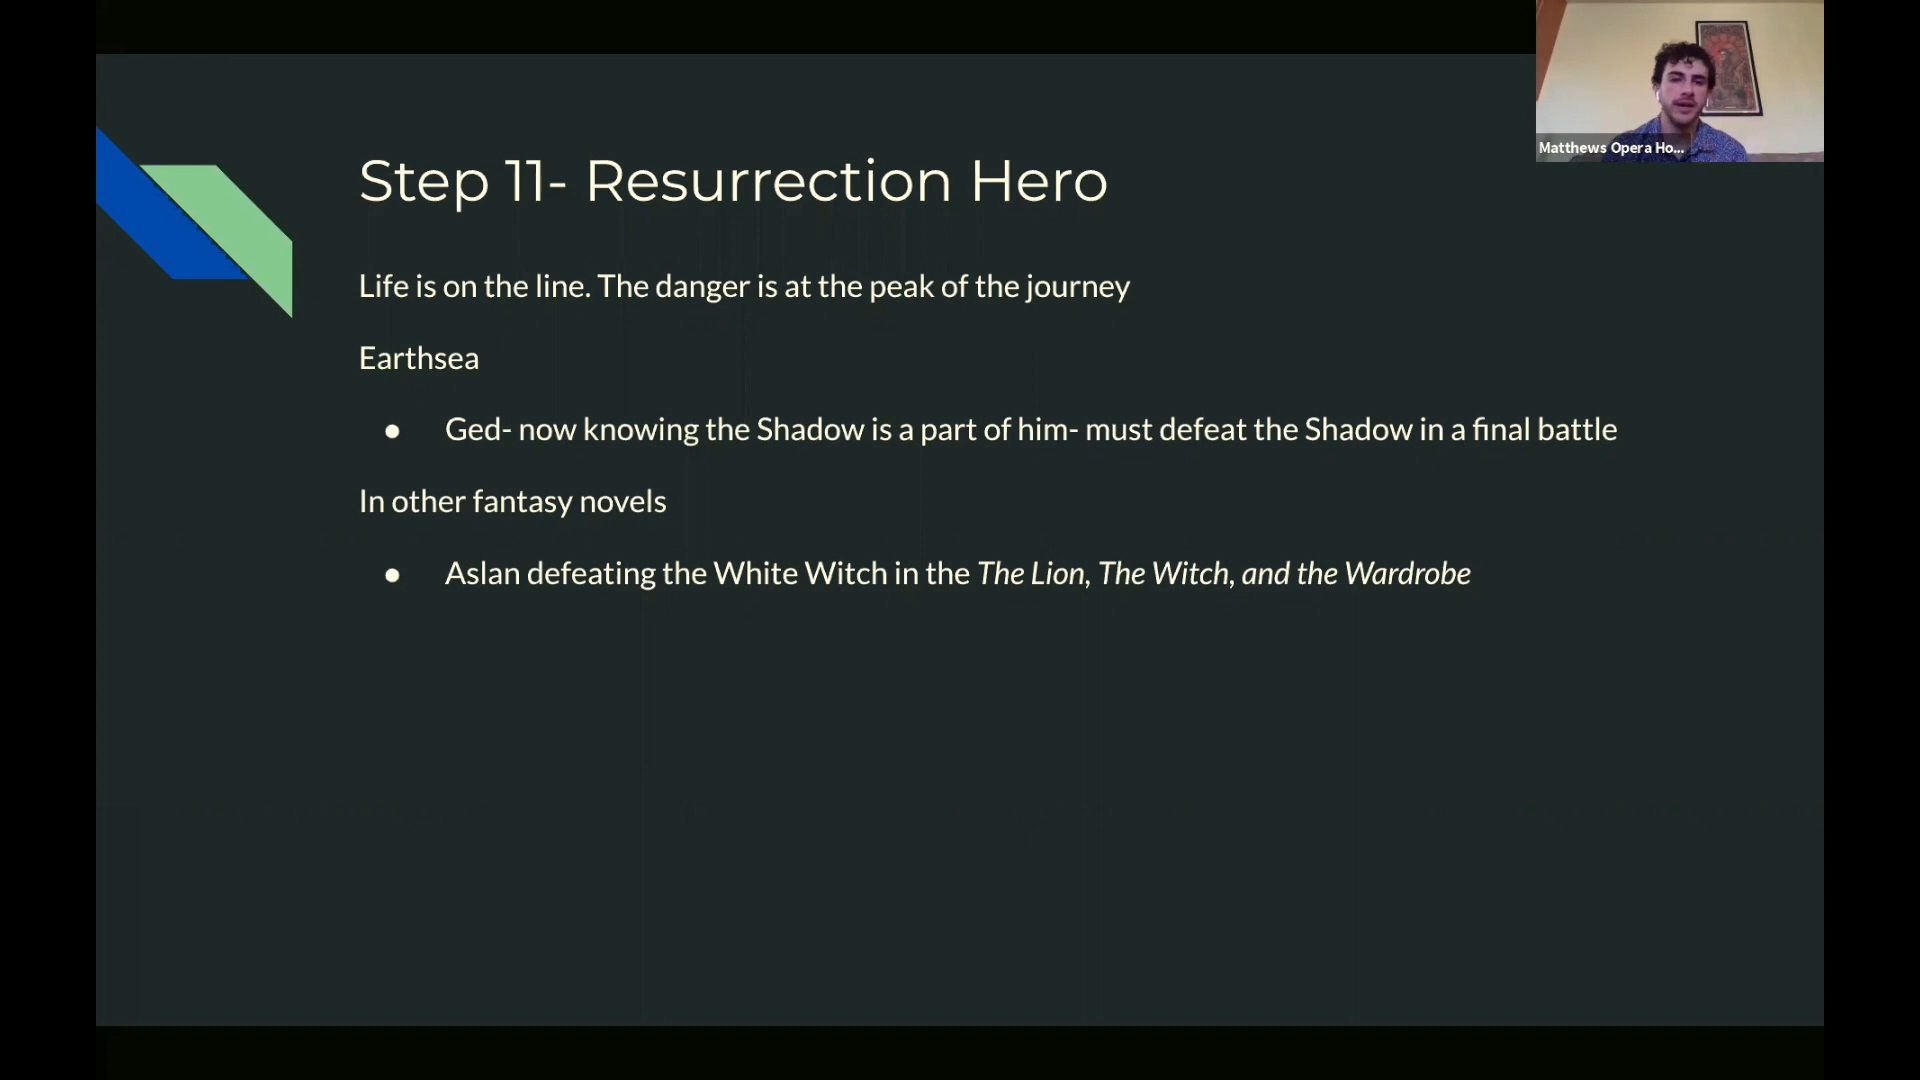 Matthews Opera Ho...
Step 11- Resurrection Hero
Life is on the line. The danger is at the peak of the journey
Earthsea
● Ged- now knowing the Shadow is a part of him- must defeat the Shadow in a final battle
In other fantasy novels
● Aslan defeating the White Witch in the The Lion, The Witch, and the Wardrobe